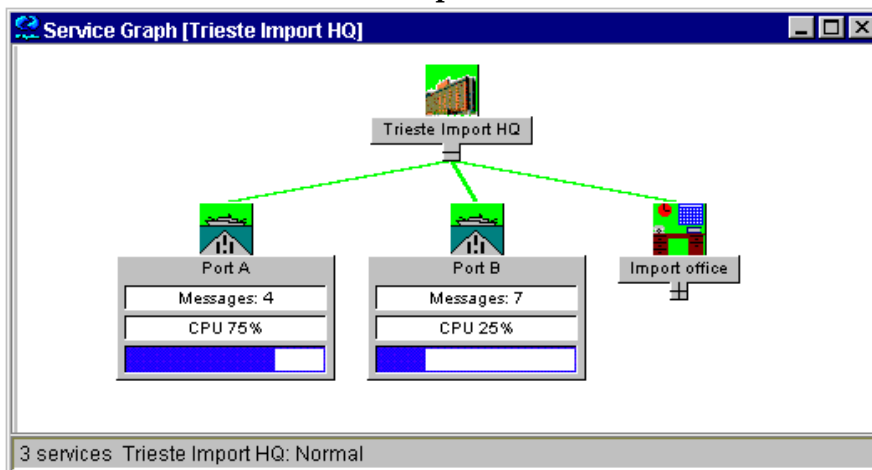 Service Graph [Trieste Import HQ]
Trieste Import HQ
Port A
Messages: 4
CPU 75%
Port B
Messages: 7
CPU 25%
Import office
3 services Trieste Import HQ: Normal